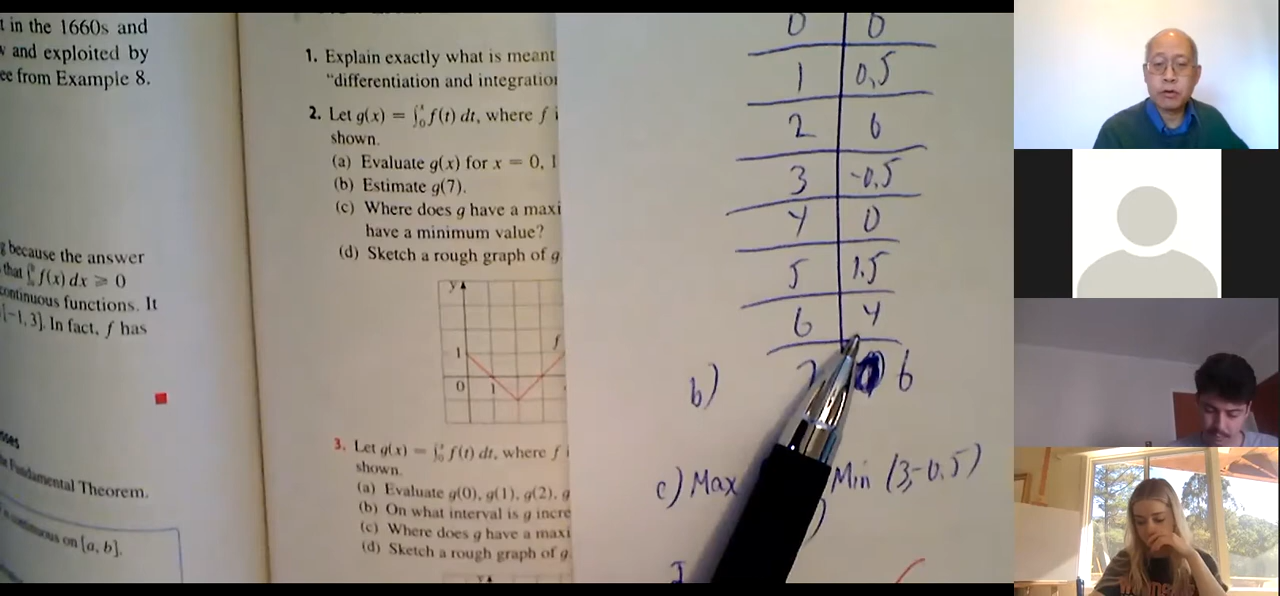 t in the 1660s and
and exploited by
ee from Example 8.
because the answer
that ∫ f(x) dx ⩾ 0
continuous functions. It
[−1, 3]. In fact, f has
Fundamental Theorem.
continuous on [a, b].
1. Explain exactly what is meant
"differentiation and integration
2. Let g(x) = ∫₀ˣ f(t) dt, where f i
shown.
(a) Evaluate g(x) for x = 0, 1
(b) Estimate g(7).
(c) Where does g have a maxi
have a minimum value?
(d) Sketch a rough graph of g
y
1
f
0
1
3. Let g(x) = ∫₀ˣ f(t) dt, where f i
shown.
(a) Evaluate g(0), g(1), g(2), g
(b) On what interval is g incre
(c) Where does g have a maxi
(d) Sketch a rough graph of g
y
0 0
1 0.5
2 0
3 -0.5
4 0
5 1.5
6 4
b) 7 6
c) Max Min (3,-0.5)